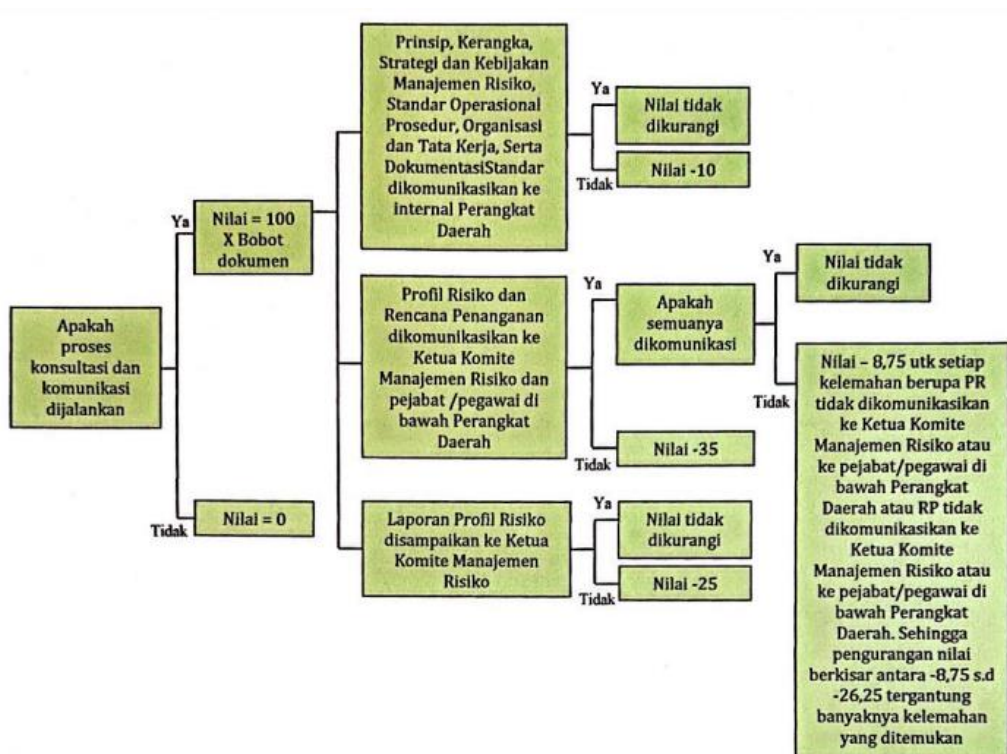 Apakah
proses
konsultasi dan
komunikasi
dijalankan
Ya
Nilai = 100
X Bobot
dokumen
Tidak
Nilai = 0
Prinsip, Kerangka,
Strategi dan Kebijakan
Manajemen Risiko,
Standar Operasional
Prosedur, Organisasi
dan Tata Kerja, Serta
DokumentasiStandar
dikomunikasikan ke
internal Perangkat
Daerah
Ya
Nilai tidak
dikurangi
Tidak
Nilai -10
Profil Risiko dan
Rencana Penanganan
dikomunikasikan ke
Ketua Komite
Manajemen Risiko dan
pejabat /pegawai di
bawah Perangkat
Daerah
Ya
Apakah
semuanya
dikomunikasi
Ya
Nilai tidak
dikurangi
Tidak
Nilai – 8,75 utk setiap
kelemahan berupa PR
tidak dikomunikasikan
ke Ketua Komite
Manajemen Risiko atau
ke pejabat/pegawai di
bawah Perangkat
Daerah atau RP tidak
dikomunikasikan ke
Ketua Komite
Manajemen Risiko atau
ke pejabat/pegawai di
bawah Perangkat
Daerah. Sehingga
pengurangan nilai
berkisar antara -8,75 s.d
-26,25 tergantung
banyaknya kelemahan
yang ditemukan
Tidak
Nilai -35
Laporan Profil Risiko
disampaikan ke Ketua
Komite Manajemen
Risiko
Ya
Nilai tidak
dikurangi
Tidak
Nilai -25